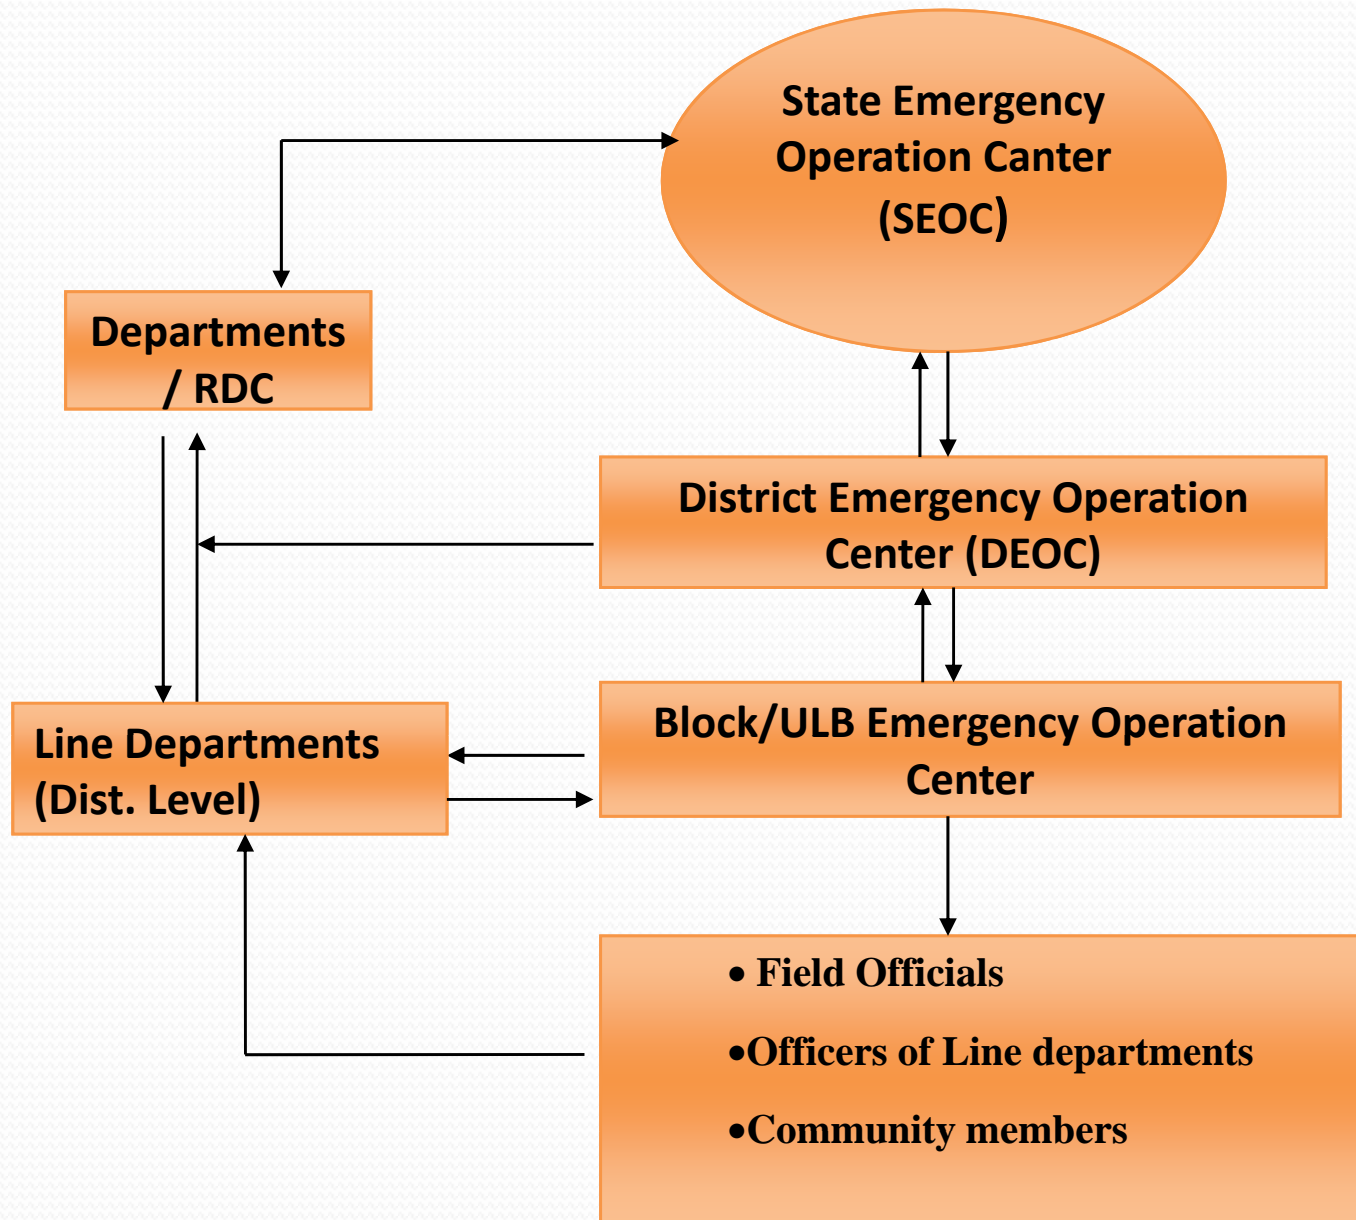 State Emergency
Operation Canter
(SEOC)
Departments
/ RDC
District Emergency Operation
Center (DEOC)
Line Departments
(Dist. Level)
Block/ULB Emergency Operation
Center
• Field Officials
•Officers of Line departments
•Community members